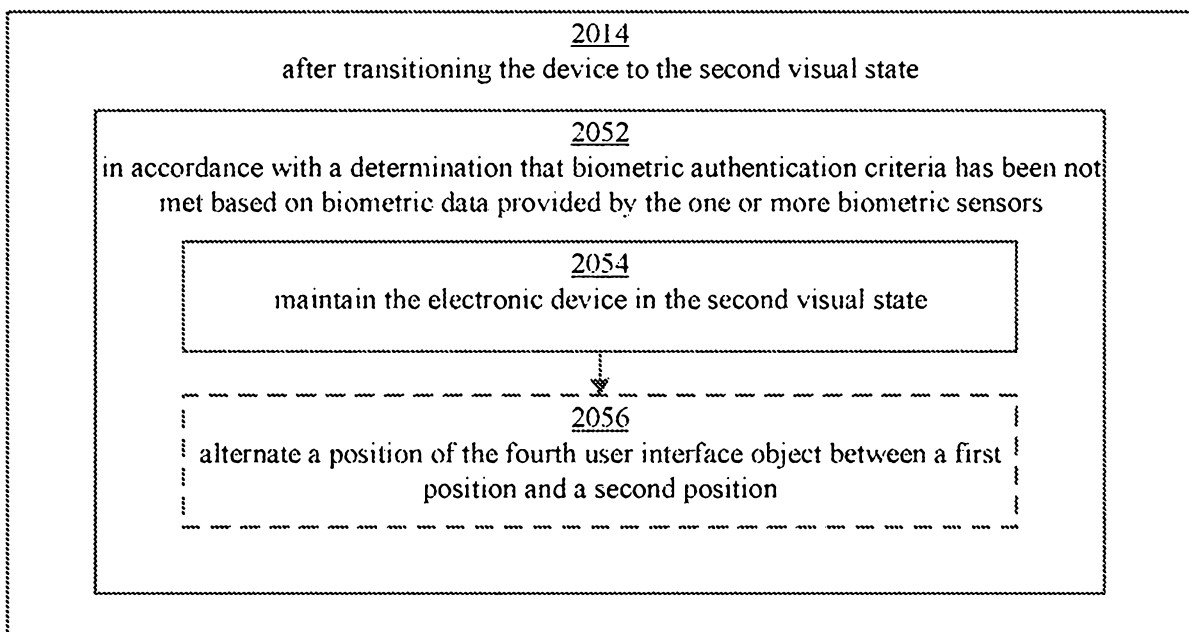 2014
after transitioning the device to the second visual state
2052
in accordance with a determination that biometric authentication criteria has been not
met based on biometric data provided by the one or more biometric sensors
2054
maintain the electronic device in the second visual state
2056
alternate a position of the fourth user interface object between a first
position and a second position